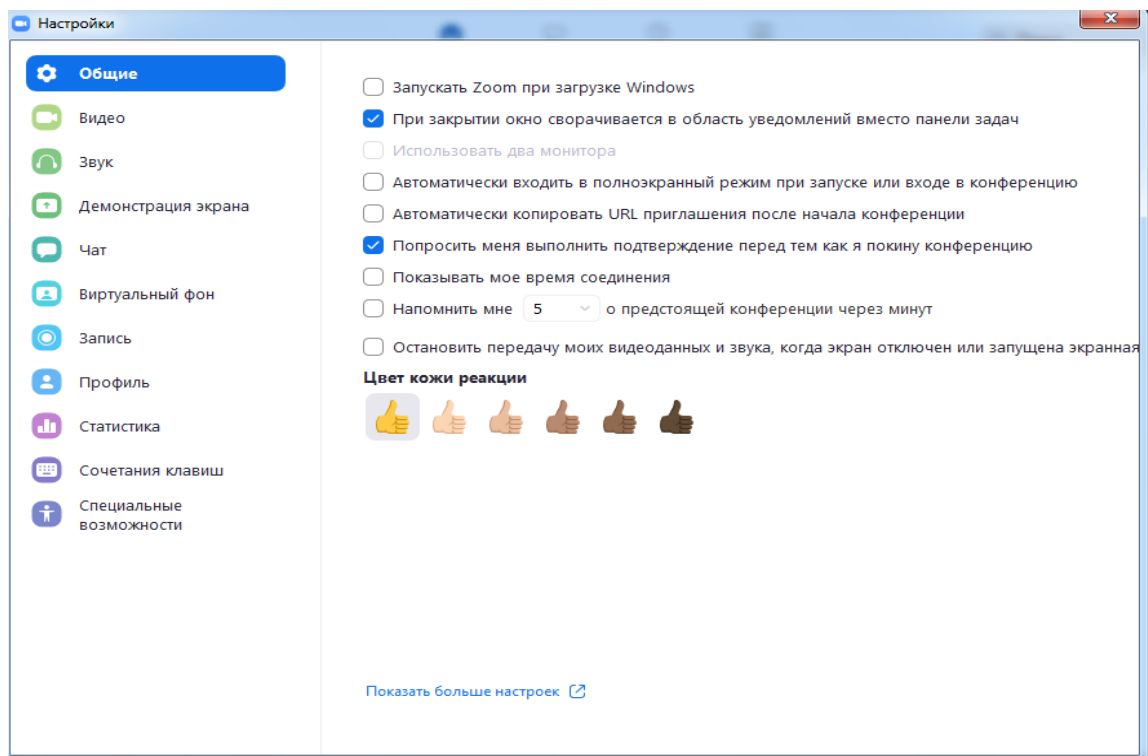 Настройки
Общие
Видео
Звук
Демонстрация экрана
Чат
Виртуальный фон
Запись
Профиль
Статистика
Сочетания клавиш
Специальные
возможности
Запускать Zoom при загрузке Windows
При закрытии окно сворачивается в область уведомлений вместо панели задач
Использовать два монитора
Автоматически входить в полноэкранный режим при запуске или входе в конференцию
Автоматически копировать URL приглашения после начала конференции
Попросить меня выполнить подтверждение перед тем как я покину конференцию
Показывать мое время соединения
Напомнить мне 5 о предстоящей конференции через минут
Остановить передачу моих видеоданных и звука, когда экран отключен или запущена экранная
Цвет кожи реакции
Показать больше настроек